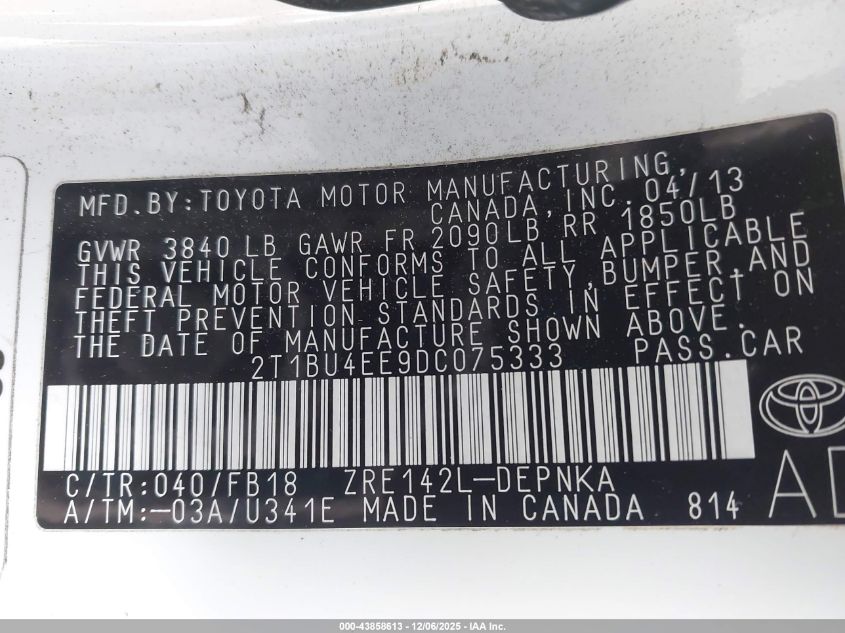 MFD.BY:TOYOTA MOTOR MANUFACTURING,
CANADA, INC. 04/13
GVWR 3840 LB GAWR FR 2090LB RR 1850LB
THIS VEHICLE CONFORMS TO ALL APPLICABLE
FEDERAL MOTOR VEHICLE SAFETY,BUMPER,AND
THEFT PREVENTION STANDARDS IN EFFECT ON
THE DATE OF MANUFACTURE SHOWN ABOVE.
2T1BU4EE9DC075333 PASS.CAR
C/TR:040/FB18 ZRE142L-DEPNKA
A/TM:-03A/U341E MADE IN CANADA 814
000-43858613 - 12/06/2025 - IAA Inc.